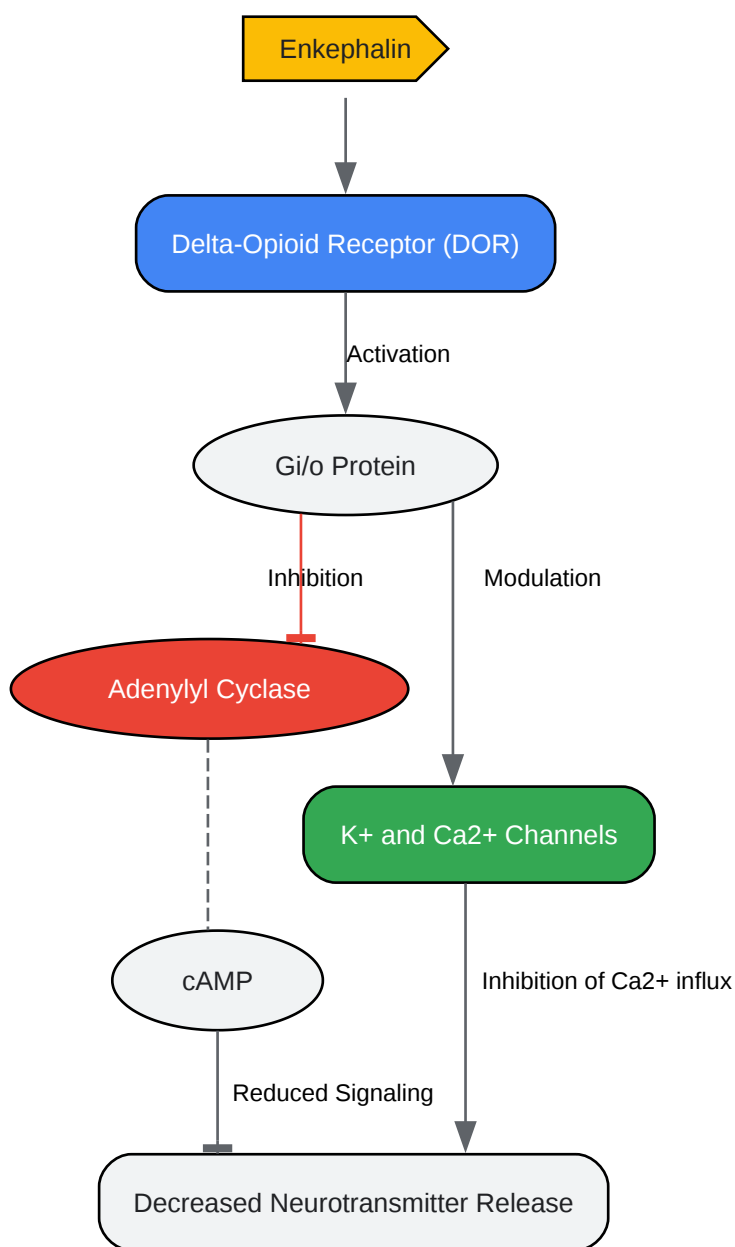 Enkephalin
Delta-Opioid Receptor (DOR)
Activation
Gi/o Protein
Inhibition
Modulation
Adenylyl Cyclase
K+ and Ca2+ Channels
cAMP
Inhibition of Ca2+ influx
Reduced Signaling
Decreased Neurotransmitter Release